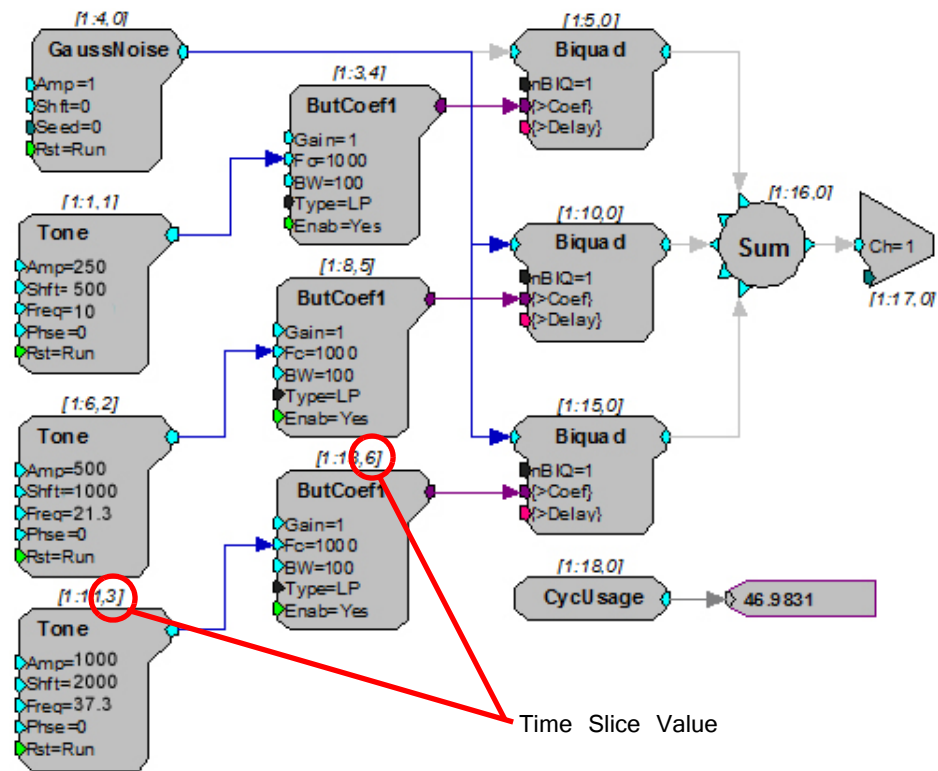 [1:4,0]
GaussNoise
Amp=1
Shft=0
Seed=0
Rst=Run
[1:1,1]
Tone
Amp=250
Shft= 500
Freq=10
Phse=0
Rst=Run
[1:6,2]
Tone
Amp=500
Shft=1000
Freq=21.3
Phse=0
Rst=Run
[1:11,3]
Tone
Amp=1000
Shft=2000
Freq=37.3
Phse=0
Rst=Run
[1:3,4]
ButCoef1
Gain=1
Fc=1000
BW=100
Type=LP
Enab=Yes
[1:8,5]
ButCoef1
Gain=1
Fc=1000
BW=100
Type=LP
Enab=Yes
[1:13,6]
ButCoef1
Gain=1
Fc=1000
BW=100
Type=LP
Enab=Yes
[1:5,0]
Biquad
nBIQ=1
{>Coef}
{>Delay}
[1:10,0]
Biquad
nBIQ=1
{>Coef}
{>Delay}
[1:15,0]
Biquad
nBIQ=1
{>Coef}
{>Delay}
[1:16,0]
Sum
Ch=1
[1:17,0]
[1:18,0]
CycUsage
46.9831
Time Slice Value